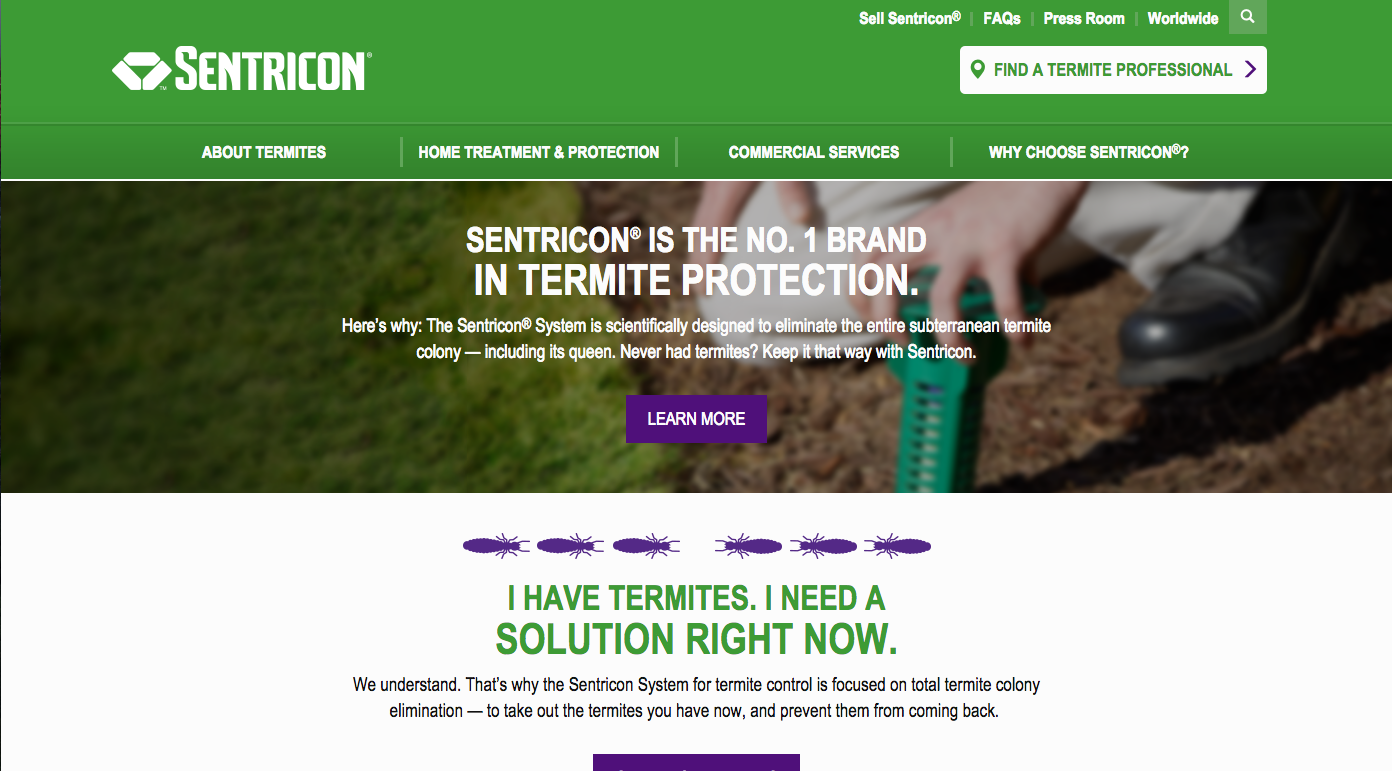 Sell Sentricon®
FAQs
Press Room
Worldwide
SENTRICON®
™
FIND A TERMITE PROFESSIONAL
ABOUT TERMITES
HOME TREATMENT & PROTECTION
COMMERCIAL SERVICES
WHY CHOOSE SENTRICON®?
SENTRICON® IS THE NO. 1 BRAND
IN TERMITE PROTECTION.
Here's why: The Sentricon® System is scientifically designed to eliminate the entire subterranean termite
colony — including its queen. Never had termites? Keep it that way with Sentricon.
LEARN MORE
I HAVE TERMITES. I NEED A
SOLUTION RIGHT NOW.
We understand. That’s why the Sentricon System for termite control is focused on total termite colony
elimination — to take out the termites you have now, and prevent them from coming back.